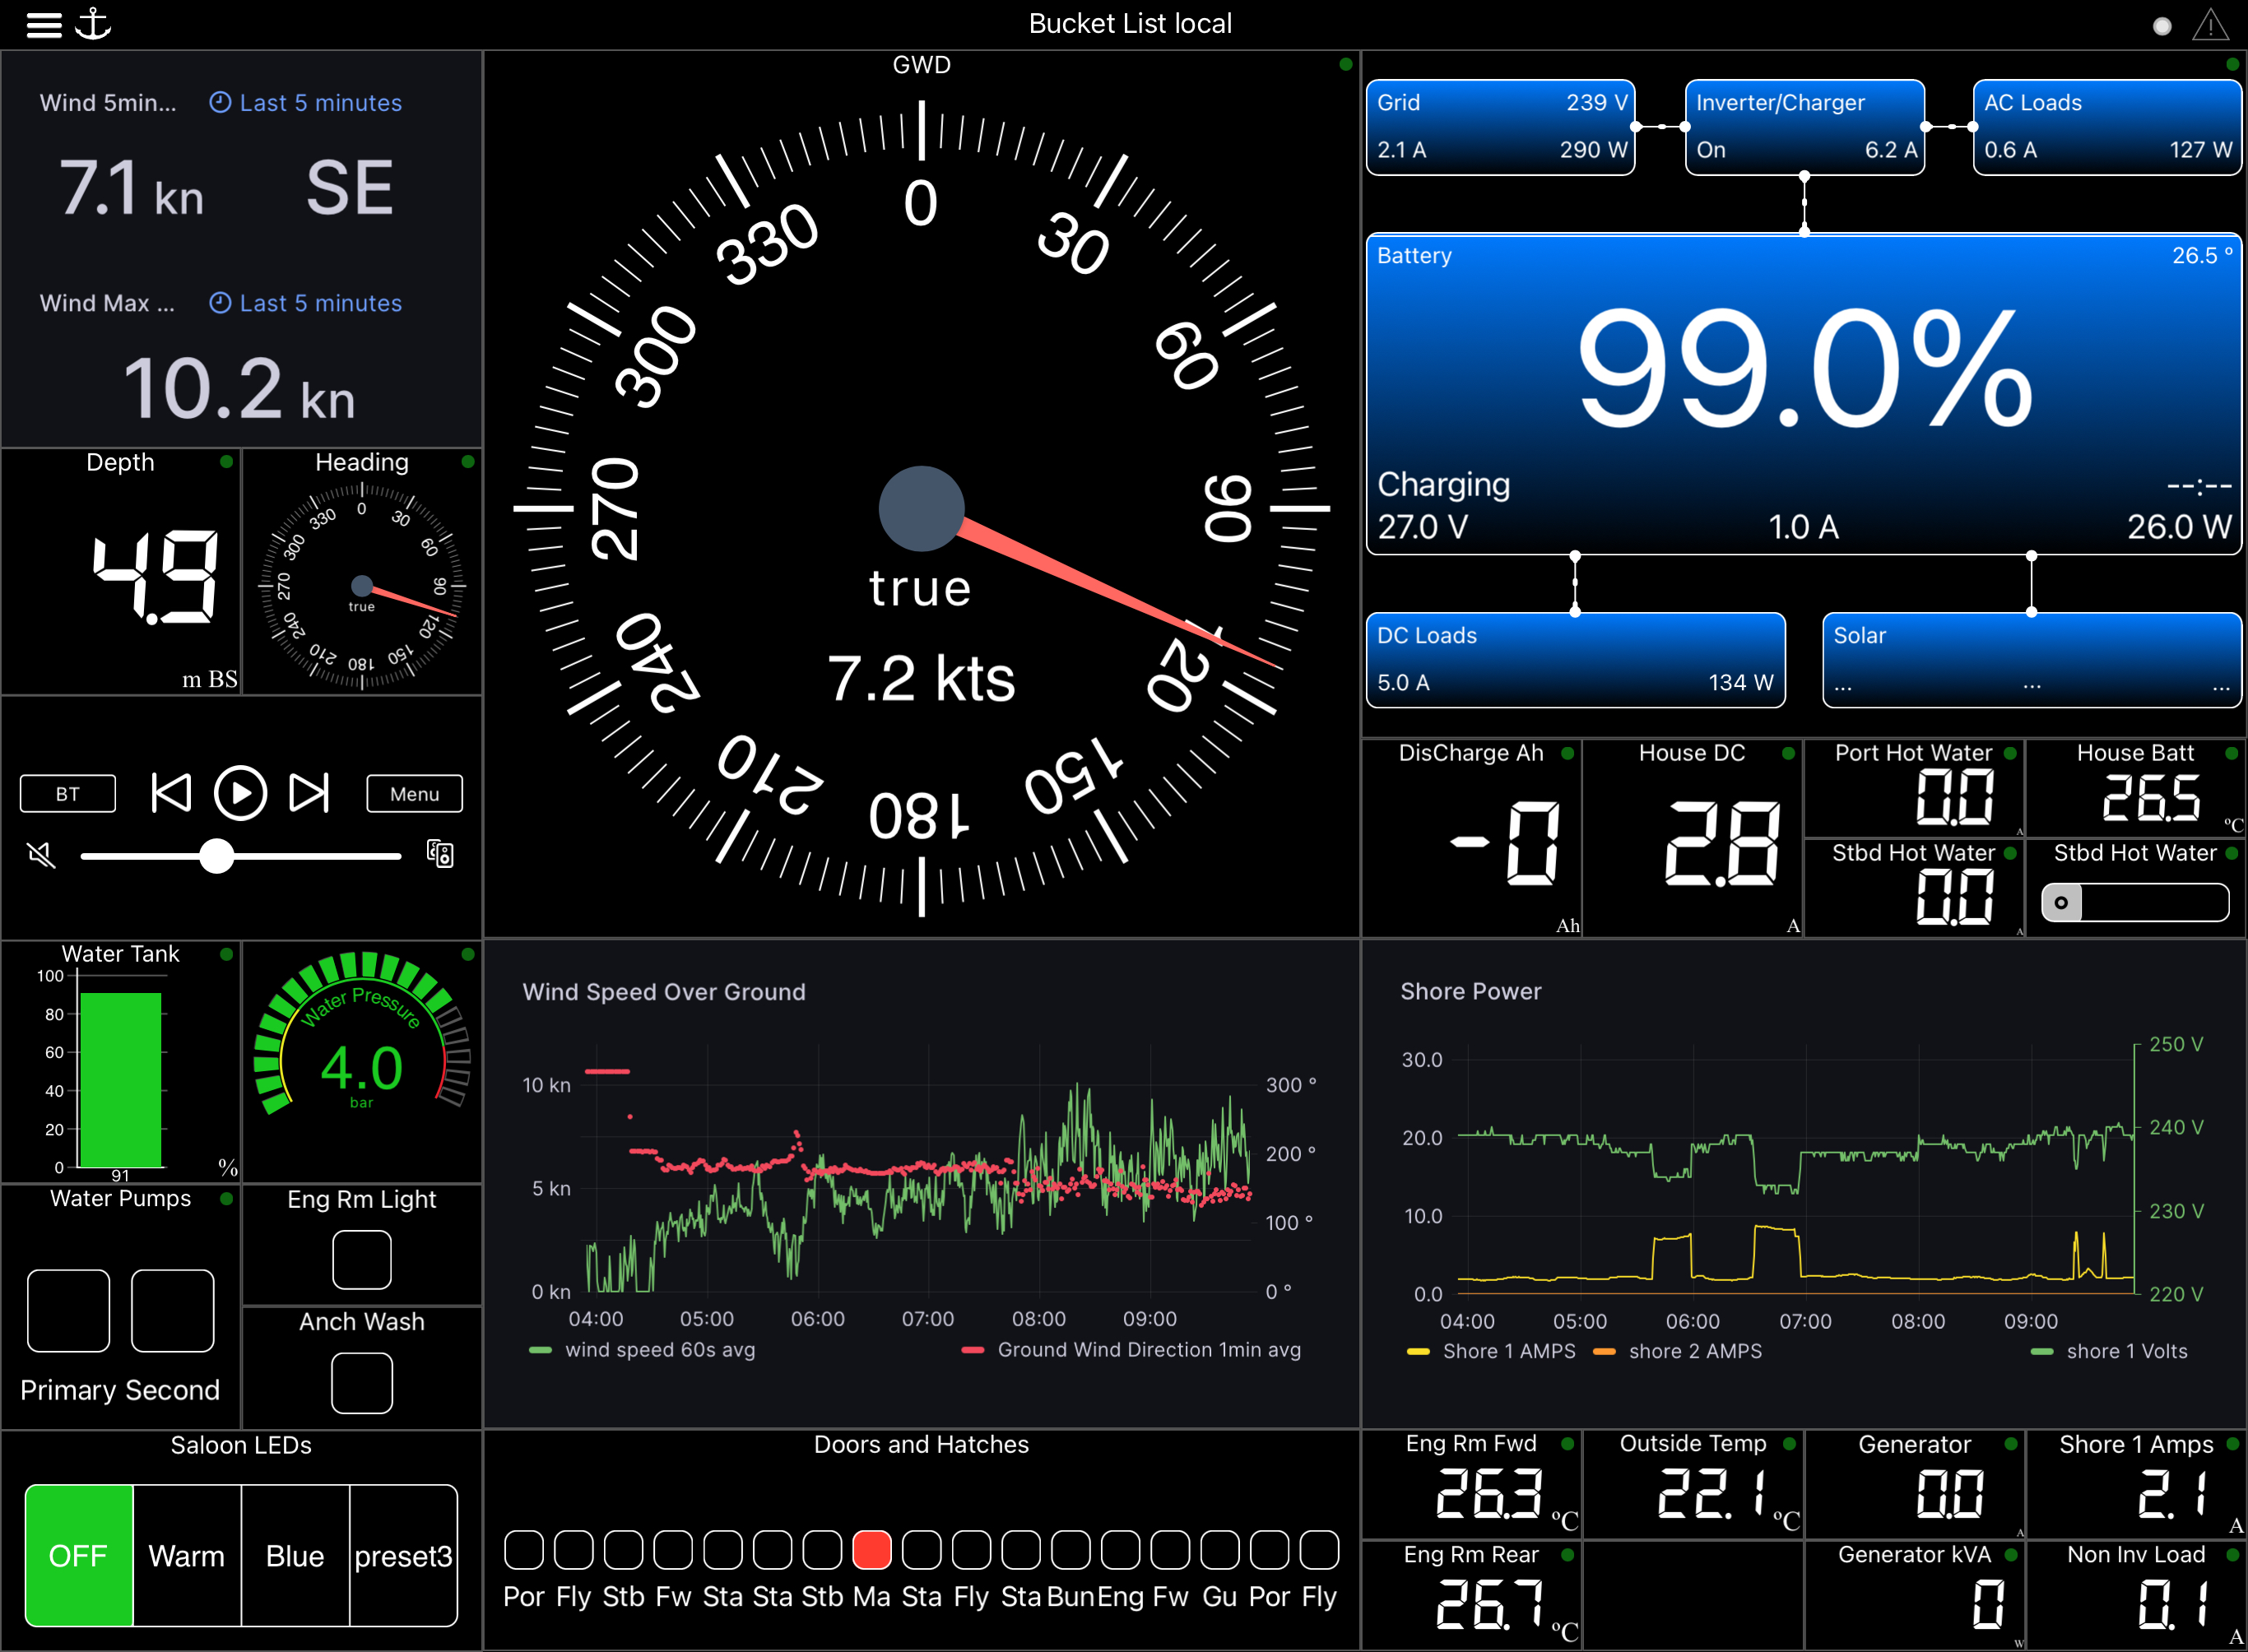 Bucket List local
Wind 5min... Last 5 minutes
7.1 kn SE
Wind Max ... Last 5 minutes
10.2 kn
Depth
4.9
m BS
Heading
0
30
60
90
120
150
180
210
240
270
300
330
true
BT
Menu
Water Tank
100
80
60
40
20
0
91
%
Water Pressure
4.0
bar
Water Pumps
Primary Second
Eng Rm Light
Anch Wash
Saloon LEDs
OFF Warm Blue preset3
GWD
0
30
60
90
120
150
180
210
240
270
300
330
true
7.2 kts
Wind Speed Over Ground
10 kn
5 kn
0 kn
300 °
200 °
100 °
0 °
04:00 05:00 06:00 07:00 08:00 09:00
wind speed 60s avg Ground Wind Direction 1min avg
Doors and Hatches
Por Fly Stb Fw Sta Sta Stb Ma Sta Fly Sta Bun Eng Fw Gu Por Fly
Grid 239 V
2.1 A 290 W
Inverter/Charger
On 6.2 A
AC Loads
0.6 A 127 W
Battery 26.5 º
99.0%
Charging --:--
27.0 V 1.0 A 26.0 W
DC Loads
5.0 A 134 W
Solar
... ... ...
DisCharge Ah
-0
Ah
House DC
2.8
A
Port Hot Water
0.0
A
House Batt
26.5
ºC
Stbd Hot Water
0.0
A
Stbd Hot Water
Shore Power
30.0
20.0
10.0
0.0
250 V
240 V
230 V
220 V
04:00 05:00 06:00 07:00 08:00 09:00
Shore 1 AMPS shore 2 AMPS shore 1 Volts
Eng Rm Fwd
26.3
ºC
Outside Temp
22.1
ºC
Generator
0.0
A
Shore 1 Amps
2.1
A
Eng Rm Rear
26.7
ºC
Generator kVA
0
W
Non Inv Load
0.1
A